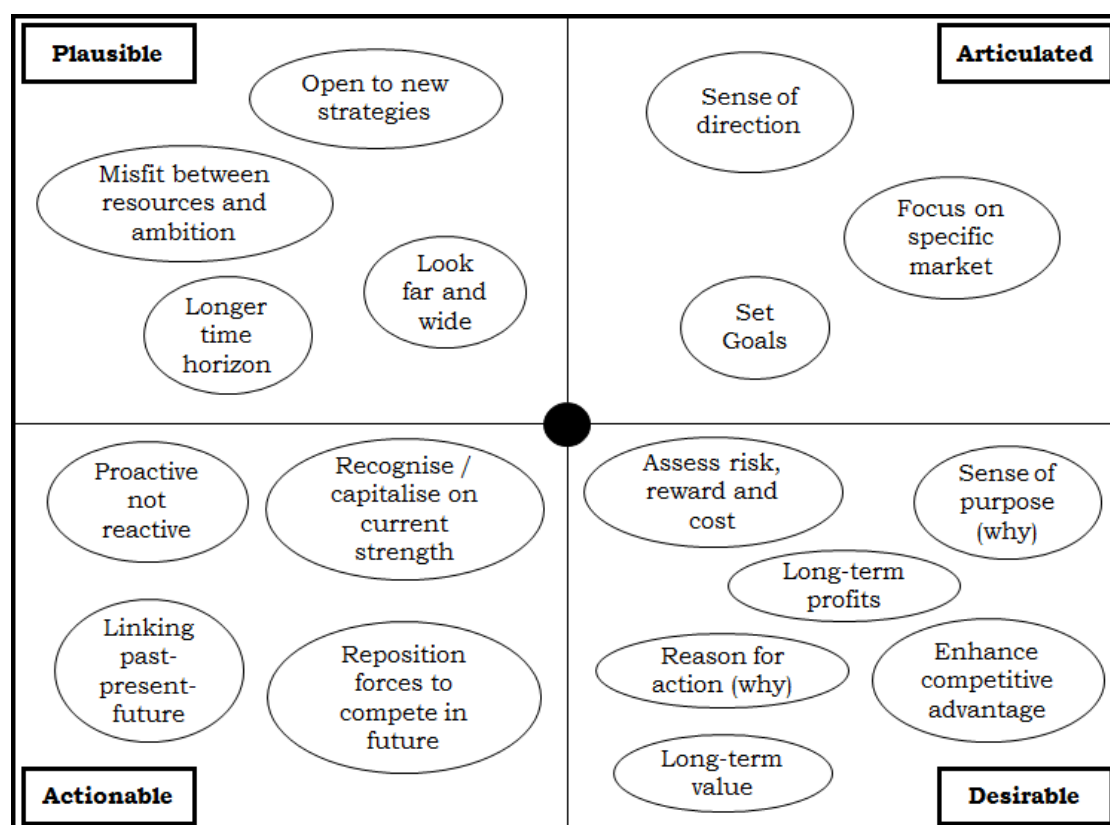 Plausible
Open to new
strategies
Misfit between
resources and
ambition
Look
far and
wide
Longer
time
horizon
Articulated
Sense of
direction
Focus on
specific
market
Set
Goals
Proactive
not
reactive
Recognise /
capitalise on
current
strength
Linking
past-
present-
future
Reposition
forces to
compete in
future
Actionable
Assess risk,
reward and
cost
Sense of
purpose
(why)
Long-term
profits
Reason for
action (why)
Enhance
competitive
advantage
Long-term
value
Desirable